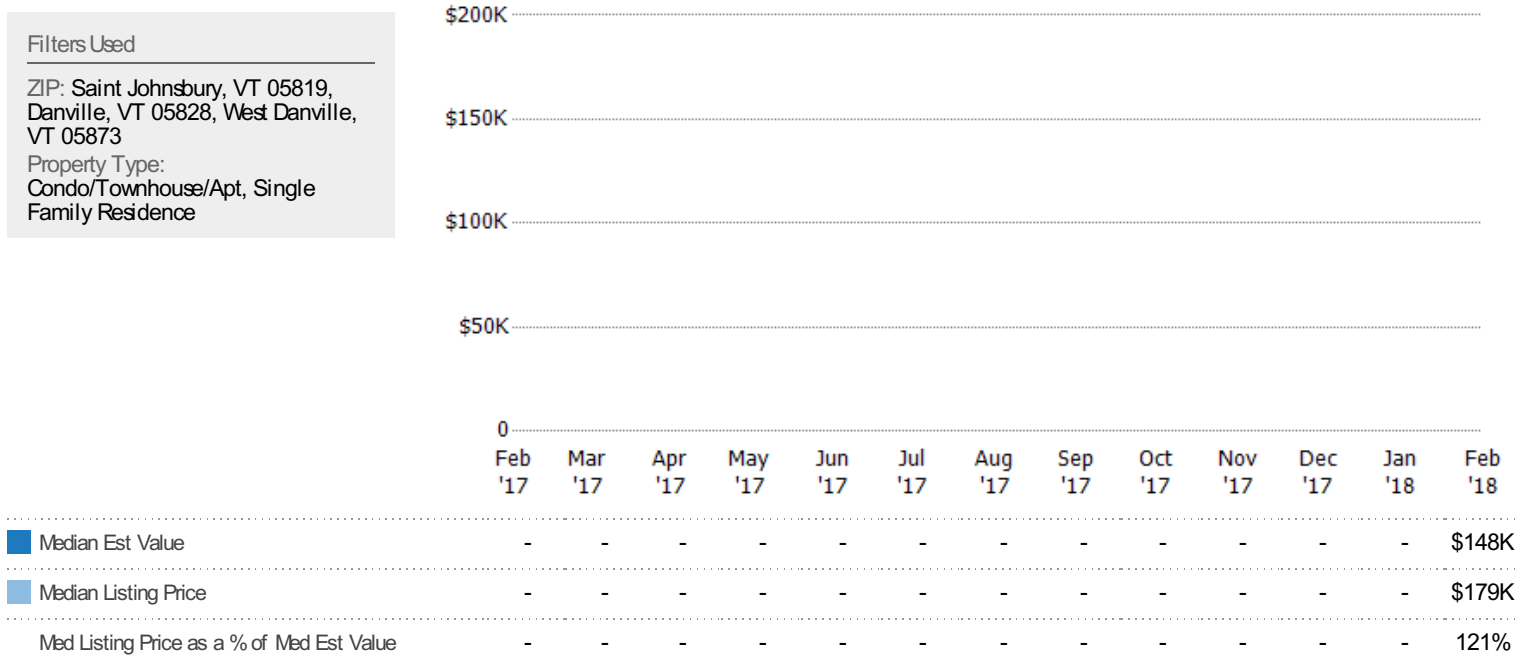 Filters Used
ZIP: Saint Johnsbury, VT 05819,
Danville, VT 05828, West Danville,
VT 05873
Property Type:
Condo/Townhouse/Apt, Single
Family Residence
$200K
$150K
$100K
$50K
0
Feb Mar Apr May Jun Jul Aug Sep Oct Nov Dec Jan Feb
'17 '17 '17 '17 '17 '17 '17 '17 '17 '17 '17 '18 '18
Median Est Value - - - - - - - - - - - - $148K
Median Listing Price - - - - - - - - - - - - $179K
Med Listing Price as a % of Med Est Value - - - - - - - - - - - - 121%